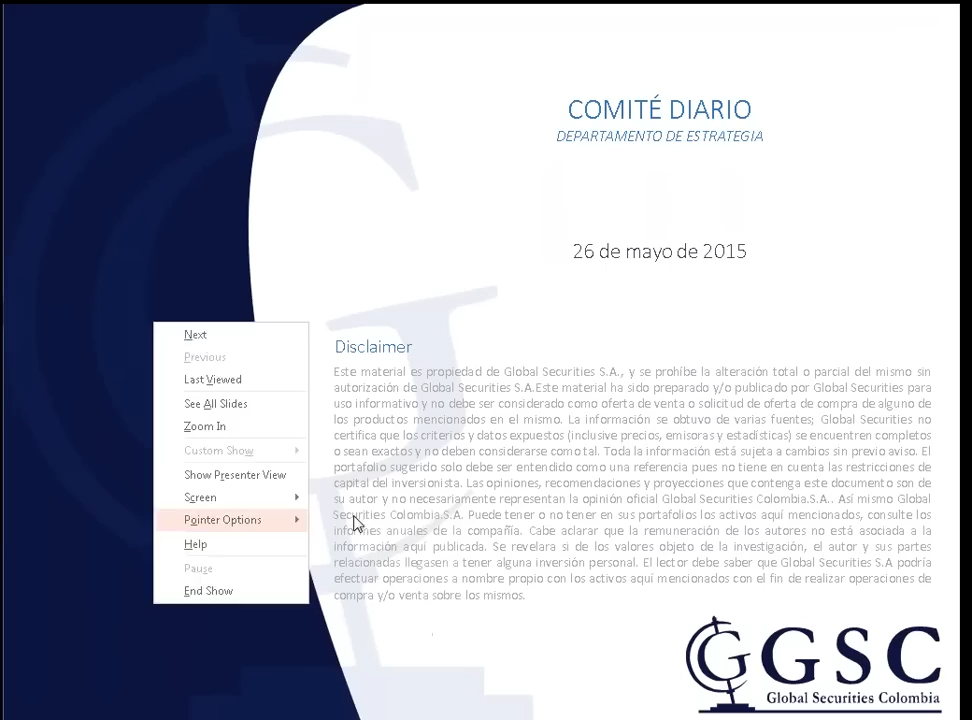 COMITÉ DIARIO
DEPARTAMENTO DE ESTRATEGIA
26 de mayo de 2015
Next
Previous
Last Viewed
See All Slides
Zoom In
Custom Show
Show Presenter View
Screen
Pointer Options
Help
Pause
End Show
Disclaimer
Este material es propiedad de Global Securities S.A., y se prohíbe la alteración total o parcial del mismo sin
autorización de Global Securities S.A.Este material ha sido preparado y/o publicado por Global Securities para
uso informativo y no debe ser considerado como oferta de venta o solicitud de oferta de compra de alguno de
los productos mencionados en el mismo. La información se obtuvo de varias fuentes; Global Securities no
certifica que los criterios y datos expuestos (inclusive precios, emisoras y estadísticas) se encuentren completos
o sean exactos y no deben considerarse como tal. Toda la información está sujeta a cambios sin previo aviso. El
portafolio sugerido solo debe ser entendido como una referencia pues no tiene en cuenta las restricciones de
capital del inversionista. Las opiniones, recomendaciones y proyecciones que contenga este documento son de
su autor y no necesariamente representan la opinión oficial Global Securities Colombia.S.A.. Así mismo Global
Securities Colombia.S.A. Puede tener o no tener en sus portafolios los activos aquí mencionados, consulte los
informes anuales de la compañía. Cabe aclarar que la remuneración de los autores no está asociada a la
información aquí publicada. Se revelara si de los valores objeto de la investigación, el autor y sus partes
relacionadas llegasen a tener alguna inversión personal. El lector debe saber que Global Securities S.A podría
efectuar operaciones a nombre propio con los activos aquí mencionados con el fin de realizar operaciones de
compra y/o venta sobre los mismos.
GGSC
Global Securities Colombia